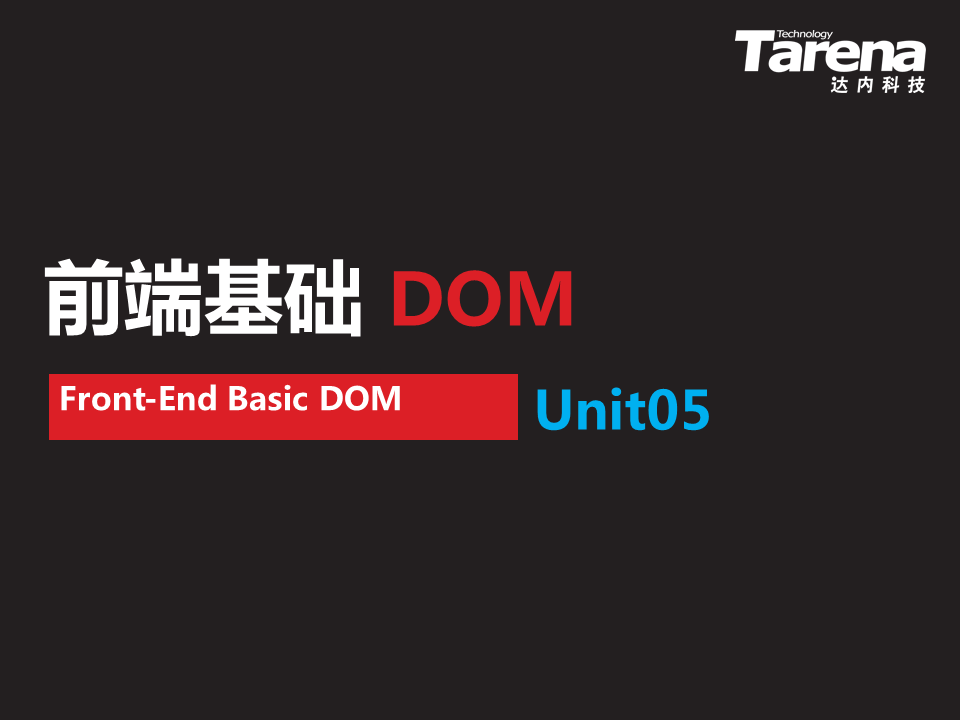 Technology
Tarena
达内科技
前端基础 DOM
Front-End Basic DOM
Unit05